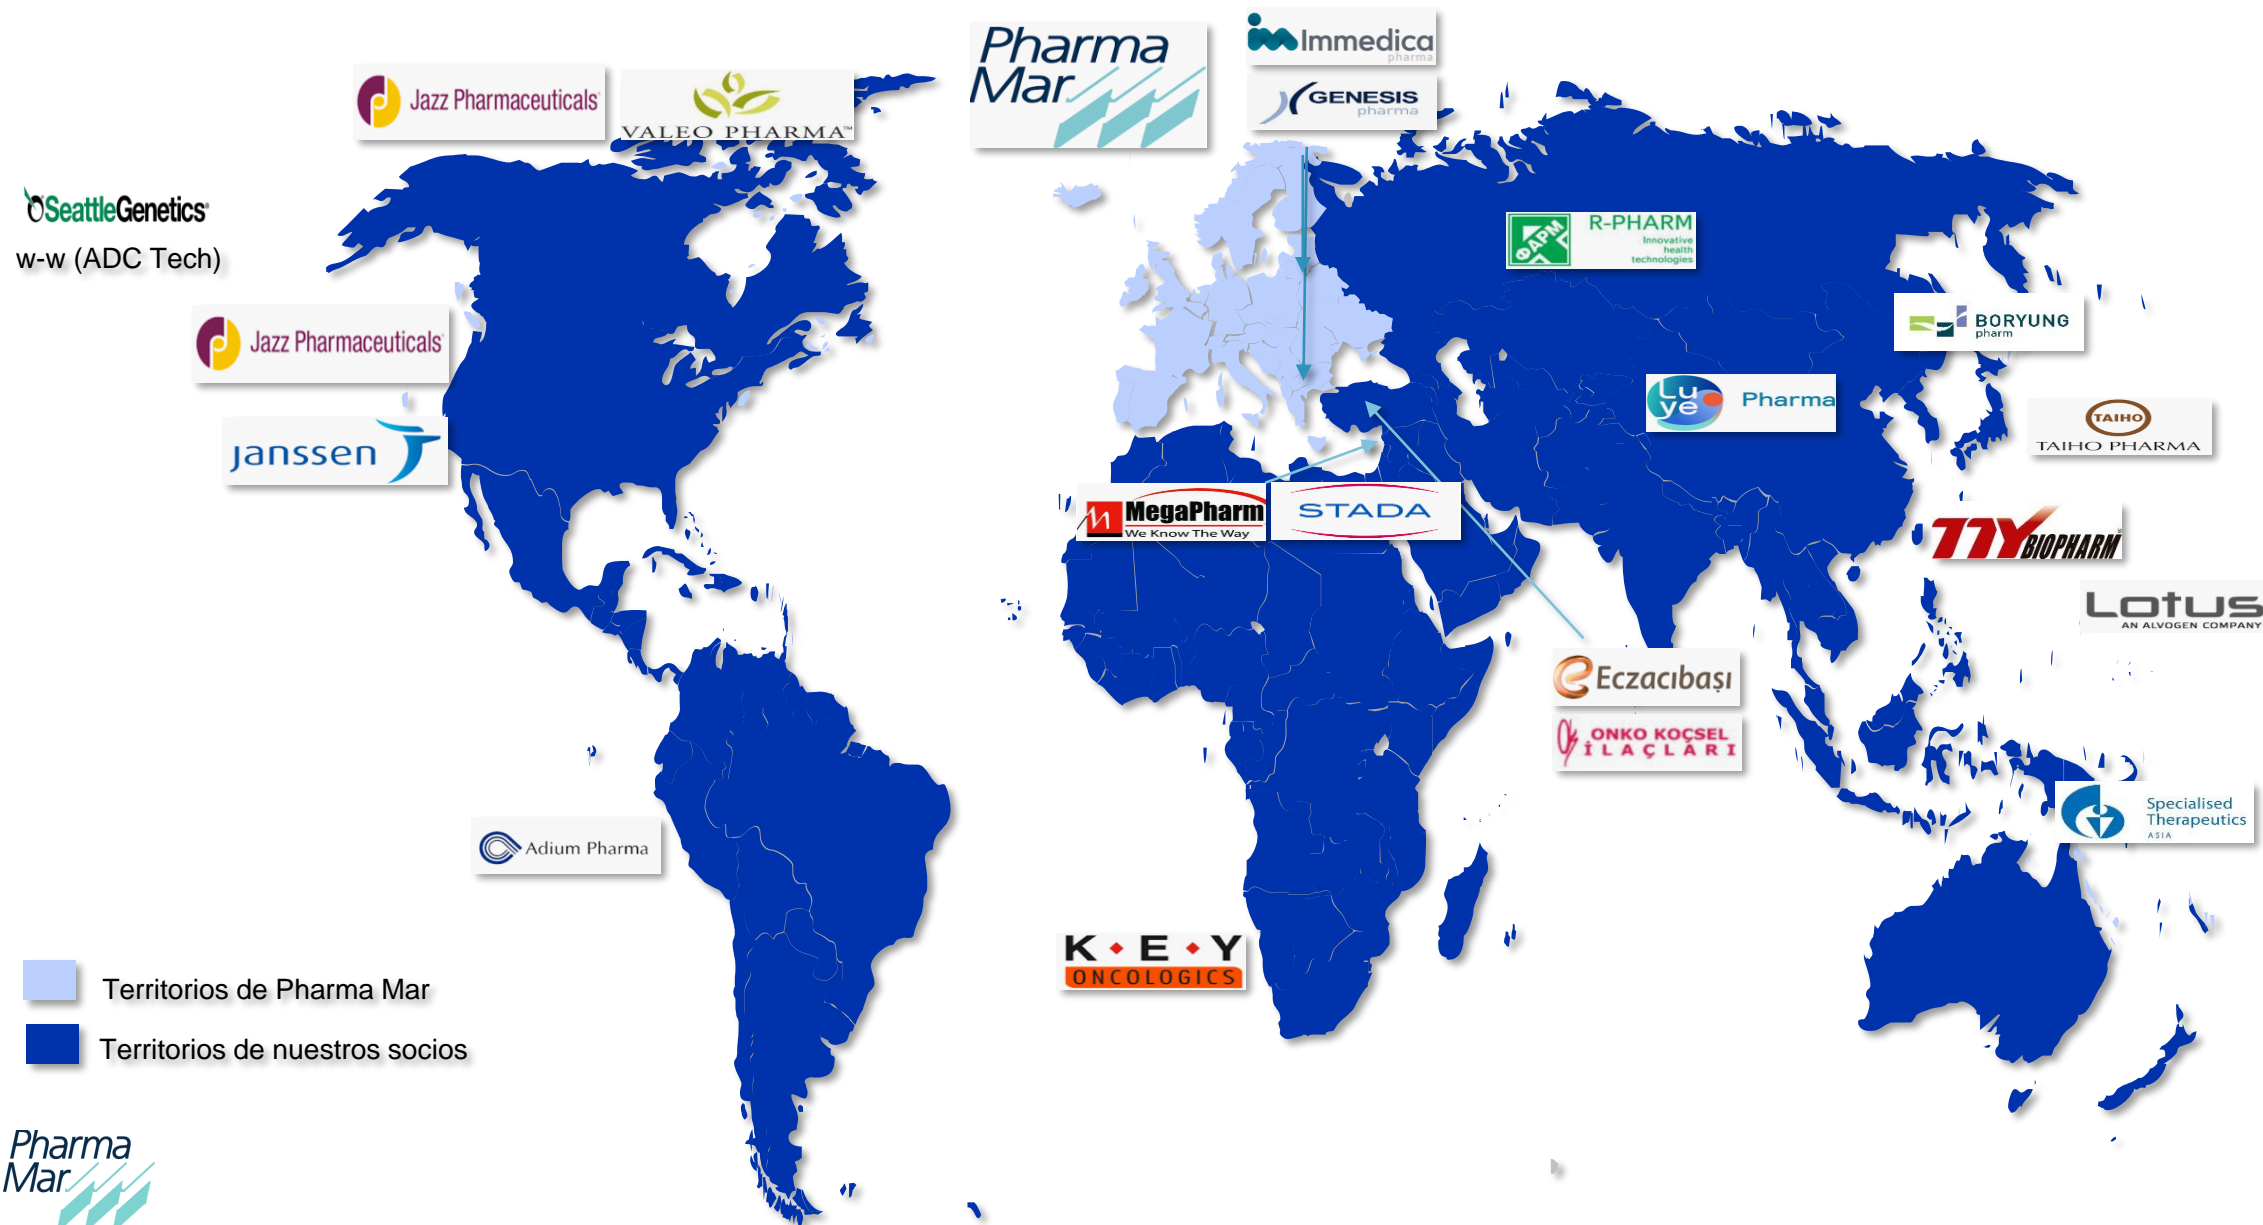 Pharma
Mar
Immedica
pharma
GENESIS
pharma
Jazz Pharmaceuticals
VALEO PHARMA™
SeattleGenetics
w-w (ADC Tech)
R-PHARM
Innovative
health
technologies
ФАРМ
Jazz Pharmaceuticals
BORYUNG
pharm
Lu
ye
Pharma
janssen
TAIHO
TAIHO PHARMA
MegaPharm
We Know The Way
STADA
TTY BIOPHARM
Lotus
AN ALVOGEN COMPANY
Eczacıbaşı
ONKO KOÇSEL
İLAÇLARI
Specialised
Therapeutics
ASIA
Adium Pharma
K•E•Y
ONCOLOGICS
Territorios de Pharma Mar
Territorios de nuestros socios
Pharma
Mar